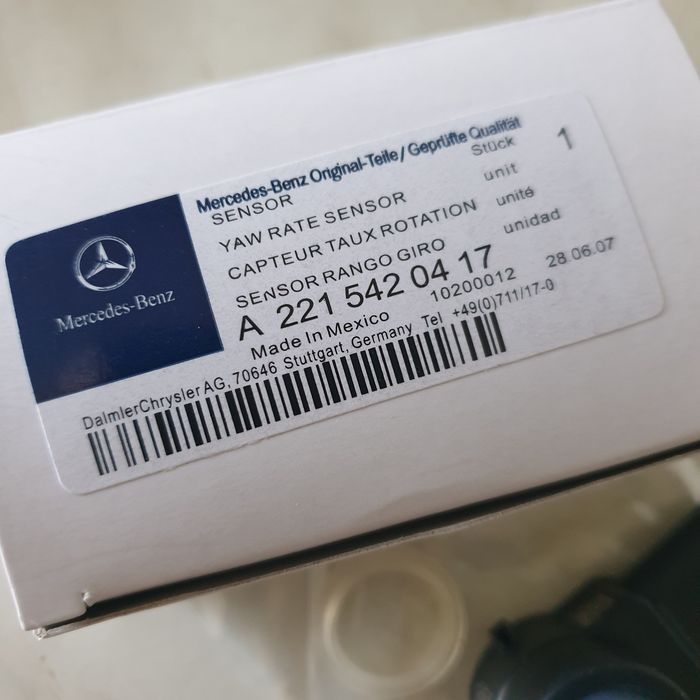 Mercedes-Benz Original-Teile/Geprüfte Qualität
SENSOR Stück 1
YAW RATE SENSOR unit
CAPTEUR TAUX ROTATION unité
SENSOR RANGO GIRO unidad
A 221 542 04 17
Made In Mexico 10200012 28.06.07
DaimlerChrysler AG, 70646 Stuttgart, Germany Tel +49(0)711/17-0
Mercedes-Benz